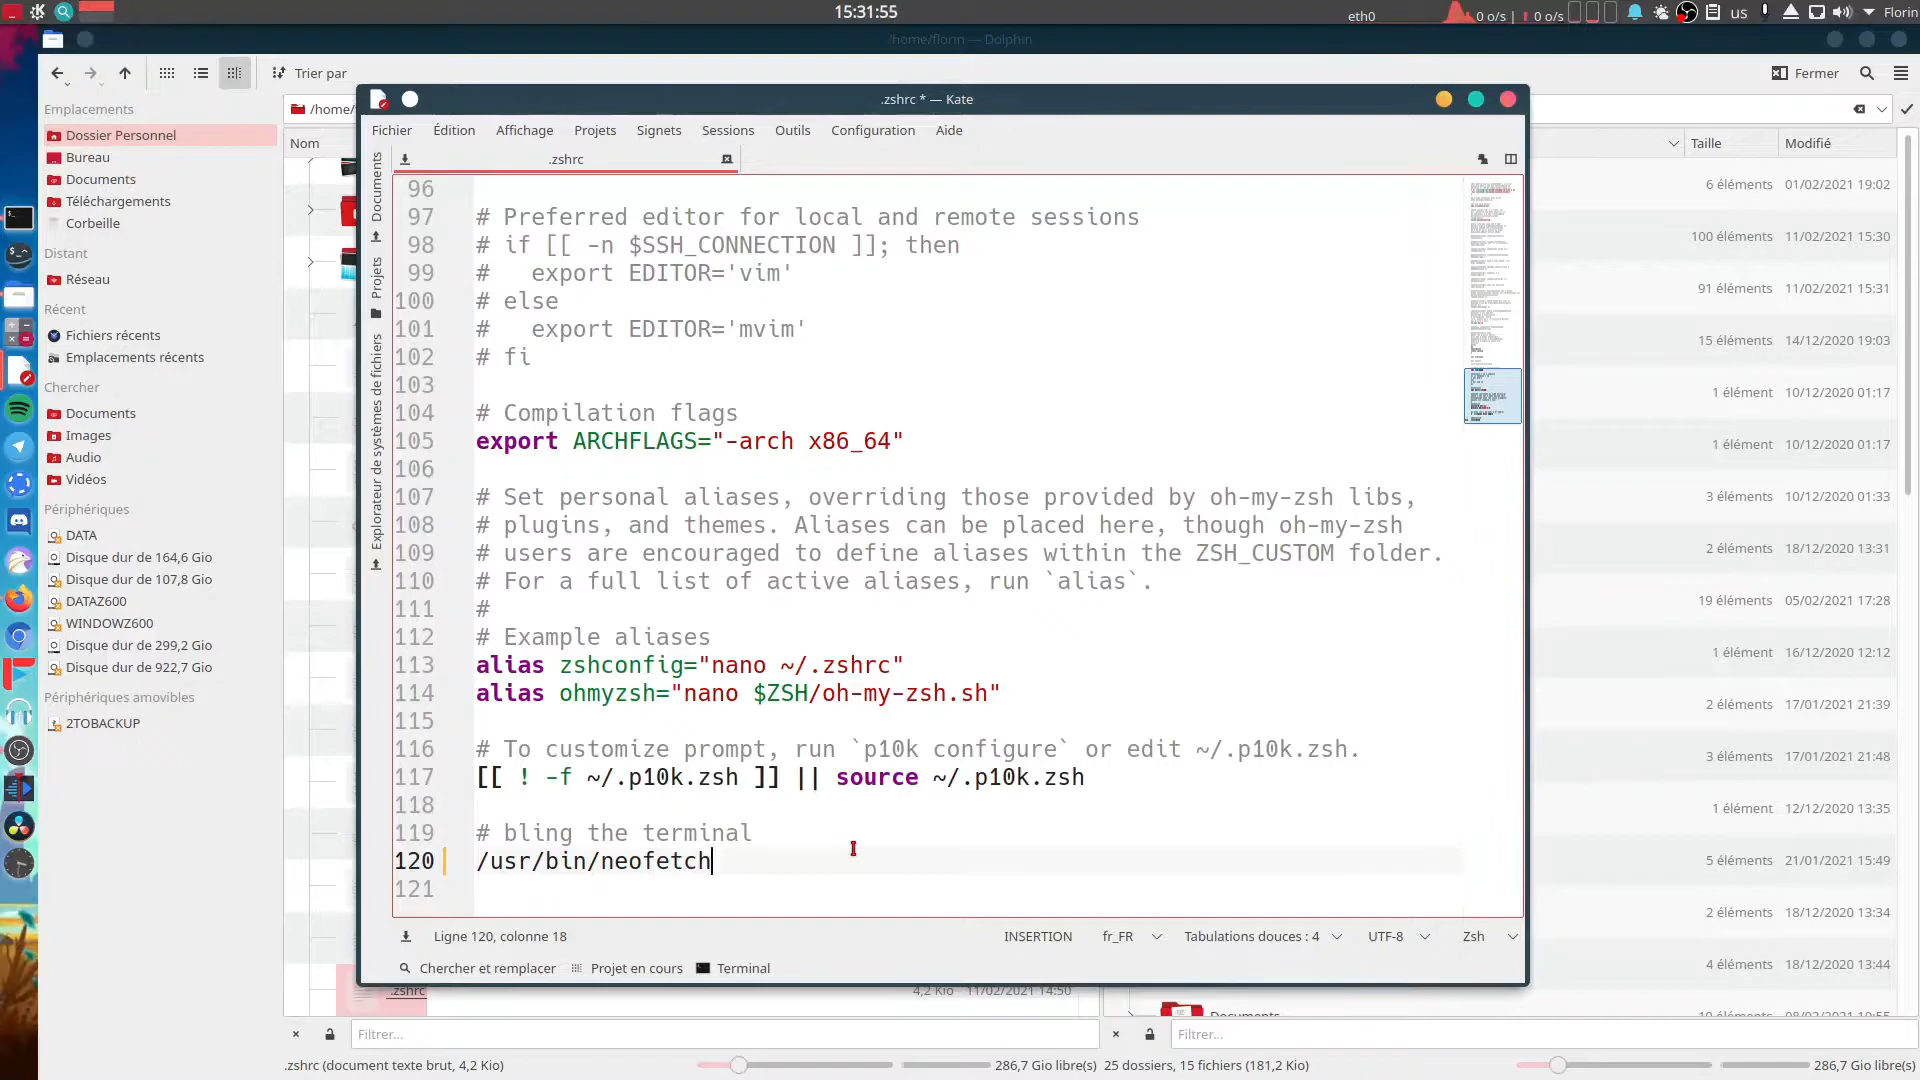 15:31:55
eth0
0 o/s
0 o/s
us
Florin
/home/florin — Dolphin
Trier par
Fermer
Emplacements
Dossier Personnel
Bureau
Documents
Téléchargements
Corbeille
Distant
Réseau
Récent
Fichiers récents
Emplacements récents
Chercher
Documents
Images
Audio
Vidéos
Périphériques
DATA
Disque dur de 164,6 Gio
Disque dur de 107,8 Gio
DATAZ600
WINDOWZ600
Disque dur de 299,2 Gio
Disque dur de 922,7 Gio
Périphériques amovibles
2TOBACKUP
/home/
Nom
.zshrc * — Kate
Fichier Édition Affichage Projets Signets Sessions Outils Configuration Aide
.zshrc
Documents
Projets
Explorateur de systèmes de fichiers
96
97 # Preferred editor for local and remote sessions
98 # if [[ -n $SSH_CONNECTION ]]; then
99 #   export EDITOR='vim'
100 # else
101 #   export EDITOR='mvim'
102 # fi
103
104 # Compilation flags
105 export ARCHFLAGS="-arch x86_64"
106
107 # Set personal aliases, overriding those provided by oh-my-zsh libs,
108 # plugins, and themes. Aliases can be placed here, though oh-my-zsh
109 # users are encouraged to define aliases within the ZSH_CUSTOM folder.
110 # For a full list of active aliases, run `alias`.
111 #
112 # Example aliases
113 alias zshconfig="nano ~/.zshrc"
114 alias ohmyzsh="nano $ZSH/oh-my-zsh.sh"
115
116 # To customize prompt, run `p10k configure` or edit ~/.p10k.zsh.
117 [[ ! -f ~/.p10k.zsh ]] || source ~/.p10k.zsh
118
119 # bling the terminal
120 /usr/bin/neofetch
121
Ligne 120, colonne 18
INSERTION
fr_FR
Tabulations douces : 4
UTF-8
Zsh
Chercher et remplacer
Projet en cours
Terminal
Taille Modifié
6 éléments 01/02/2021 19:02
100 éléments 11/02/2021 15:30
91 éléments 11/02/2021 15:31
15 éléments 14/12/2020 19:03
1 élément 10/12/2020 01:17
1 élément 10/12/2020 01:17
3 éléments 10/12/2020 01:33
2 éléments 18/12/2020 13:31
19 éléments 05/02/2021 17:28
1 élément 16/12/2020 12:12
2 éléments 17/01/2021 21:39
3 éléments 17/01/2021 21:48
1 élément 12/12/2020 13:35
5 éléments 21/01/2021 15:49
2 éléments 18/12/2020 13:34
4 éléments 18/12/2020 13:44
.zshrc 4,2 Kio 11/02/2021 14:50
Documents
Filtrer...
Filtrer...
.zshrc (document texte brut, 4,2 Kio)
286,7 Gio libre(s)
25 dossiers, 15 fichiers (181,2 Kio)
286,7 Gio libre(s)